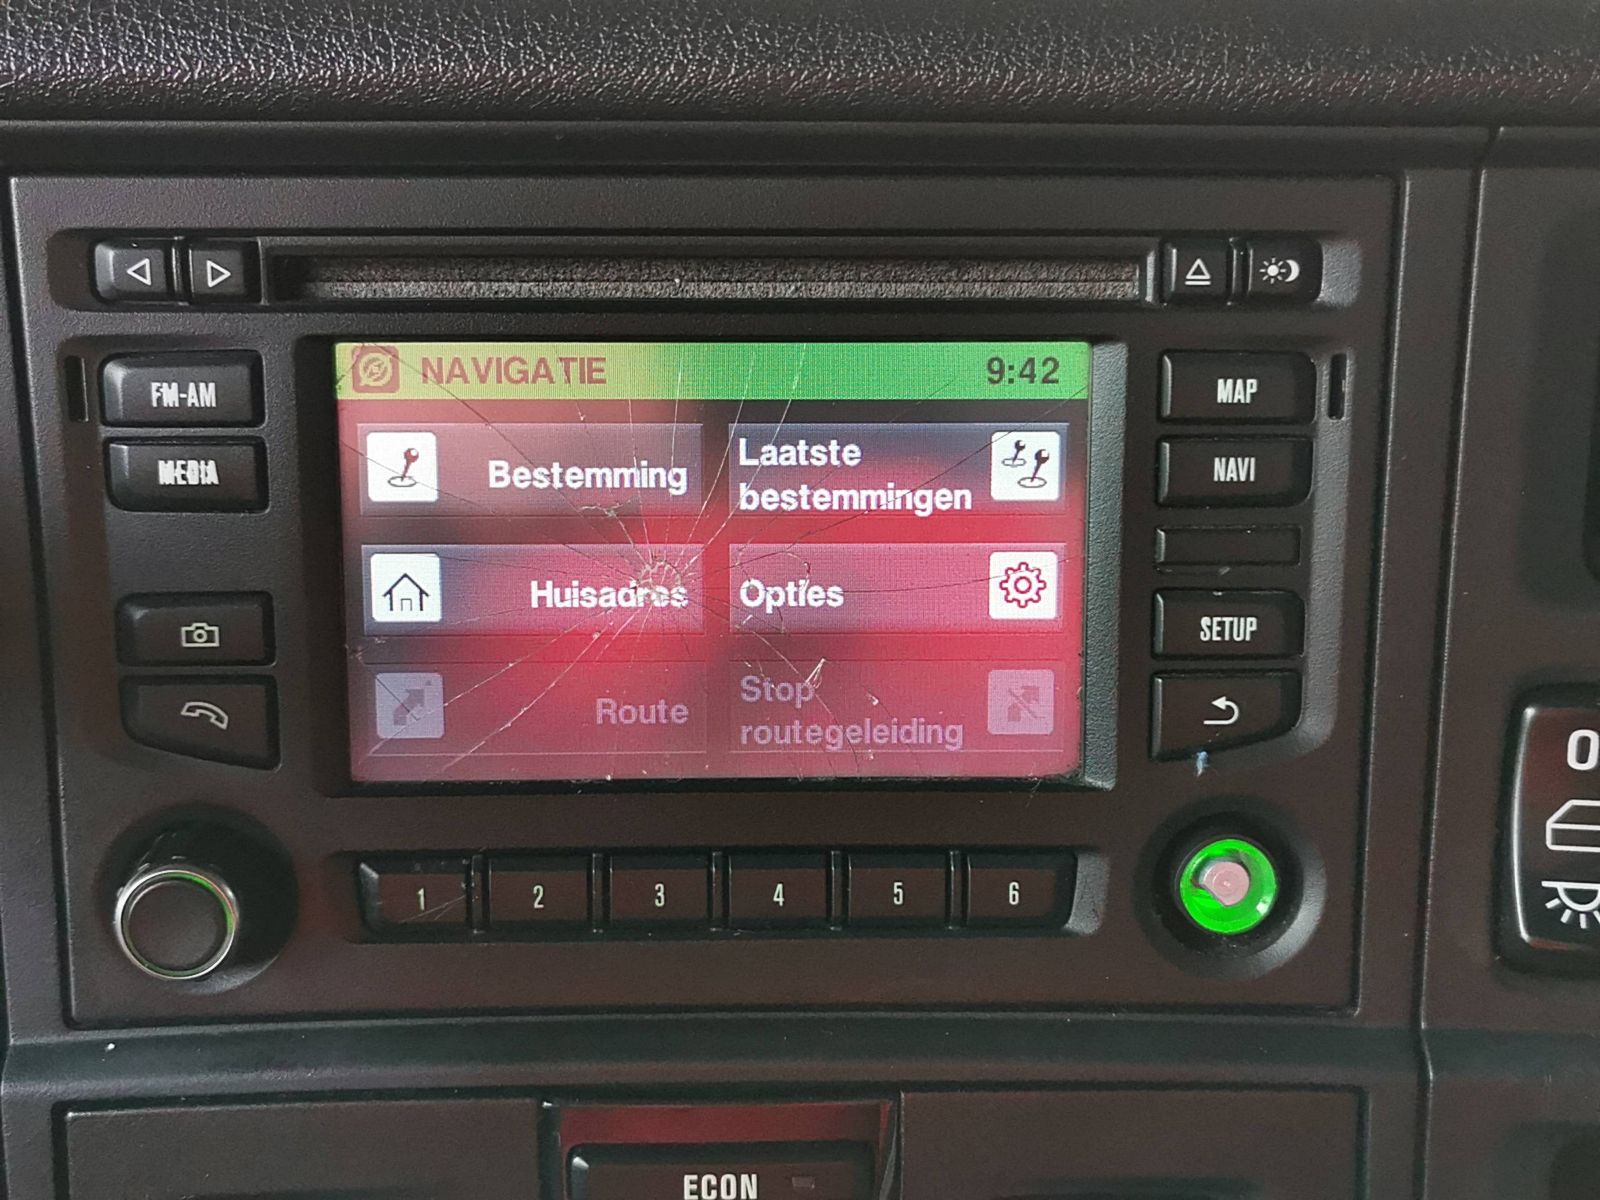 NAVIGATIE 9:42
FM-AM
MAP
Bestemming
Laatste
bestemmingen
MEDIA
NAVI
Huisadres
Opties
SETUP
Route
Stop
routegeleiding
0
1 2 3 4 5 6
ECON